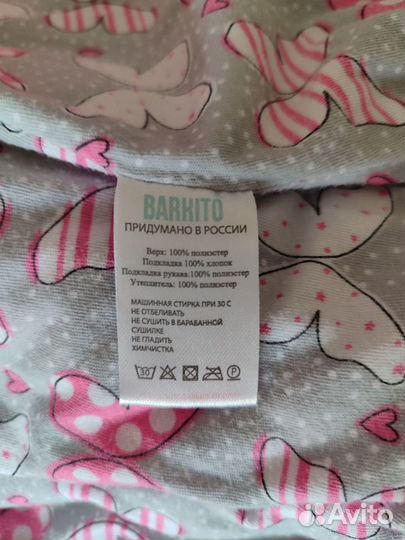 BARKITO
ПРИДУМАНО В РОССИИ
Верх: 100% полиэстер
Подкладка 100% хлопок
Подкладка рукава:100% полиэстер
Утеплитель: 100% полиэстер
МАШИННАЯ СТИРКА ПРИ 30 С
НЕ ОТБЕЛИВАТЬ
НЕ СУШИТЬ В БАРАБАННОЙ
СУШИЛКЕ
НЕ ГЛАДИТЬ
ХИМЧИСТКА
30 P
Avito